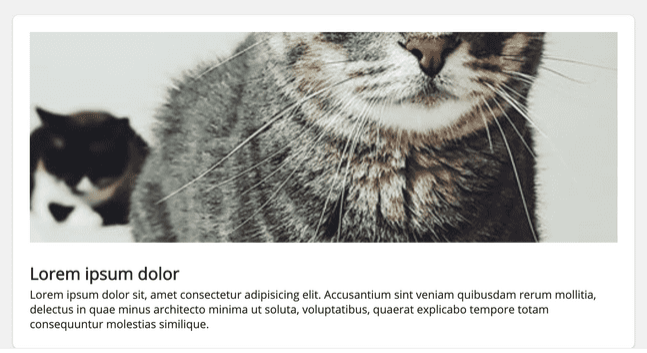 Lorem ipsum dolor
Lorem ipsum dolor sit, amet consectetur adipisicing elit. Accusantium sint veniam quibusdam rerum mollitia,
delectus in quae minus architecto minima ut soluta, voluptatibus, quaerat explicabo tempore totam
consequuntur molestias similique.